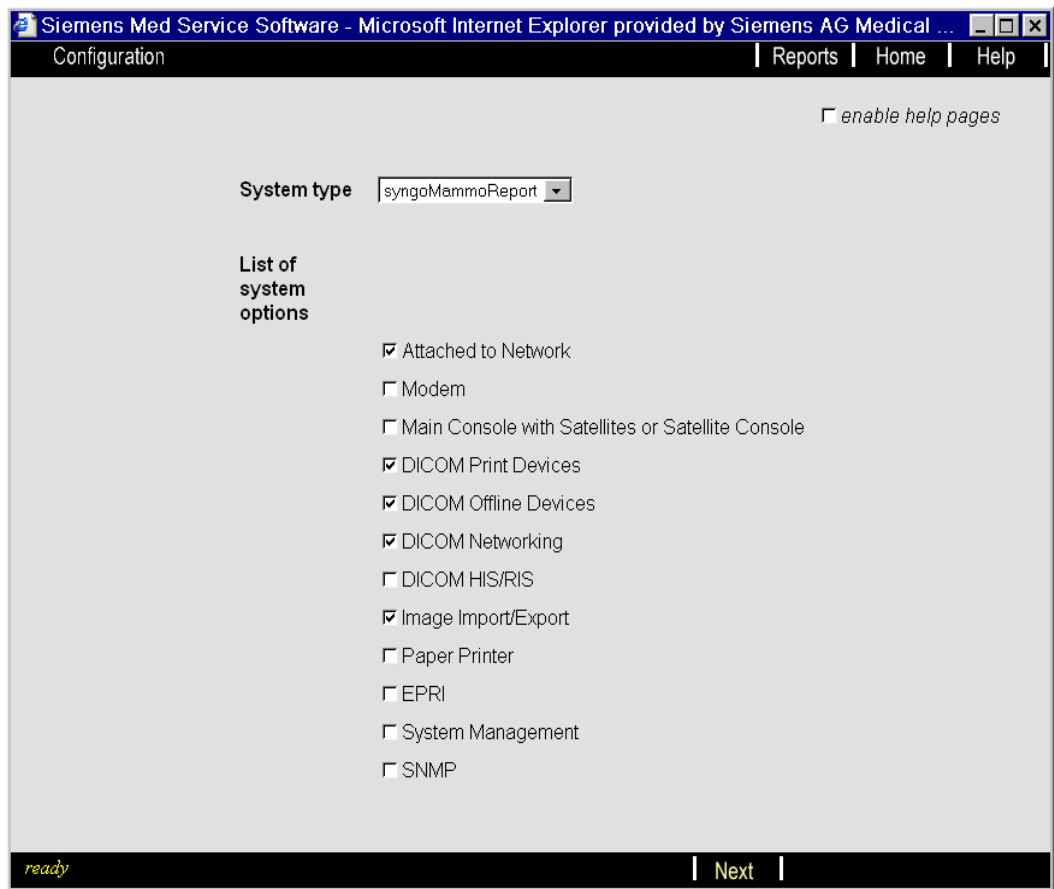 Siemens Med Service Software - Microsoft Internet Explorer provided by Siemens AG Medical ...
Configuration
Reports
Home
Help
enable help pages
System type
syngoMammoReport
List of
system
options
Attached to Network
Modem
Main Console with Satellites or Satellite Console
DICOM Print Devices
DICOM Offline Devices
DICOM Networking
DICOM HIS/RIS
Image Import/Export
Paper Printer
EPRI
System Management
SNMP
ready
Next